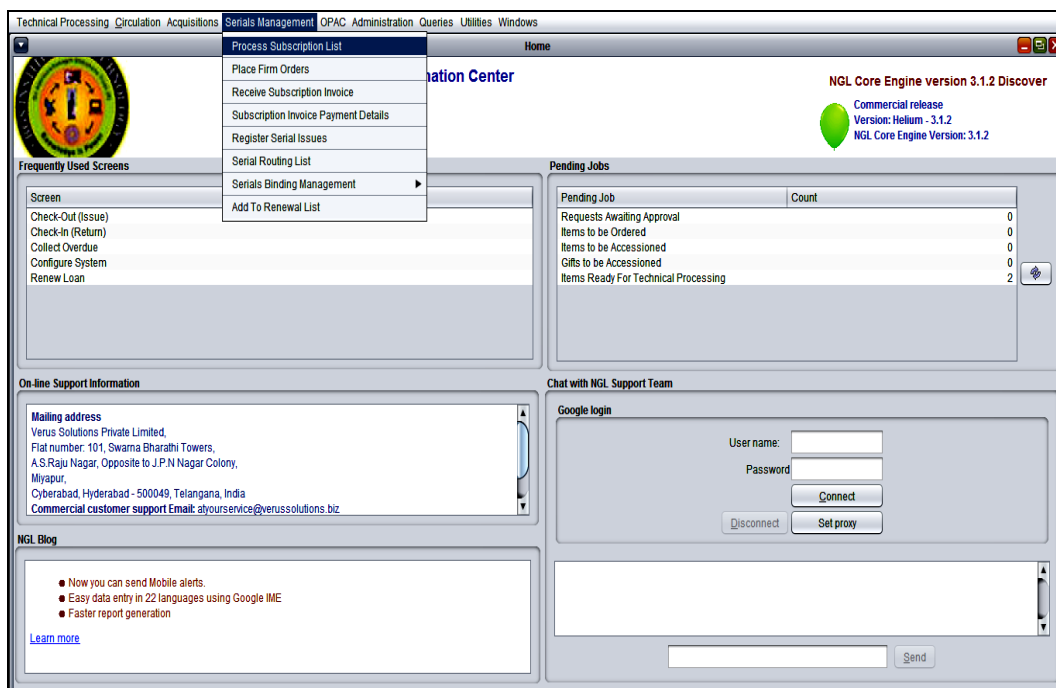 Technical Processing Circulation Acquisitions Serials Management OPAC Administration Queries Utilities Windows
Home
Process Subscription List
Place Firm Orders
Receive Subscription Invoice
Subscription Invoice Payment Details
Register Serial Issues
Serial Routing List
Serials Binding Management
Add To Renewal List
Center
NGL Core Engine version 3.1.2 Discover
Commercial release
Version: Helium - 3.1.2
NGL Core Engine Version: 3.1.2
Frequently Used Screens
Screen
Check-Out (Issue)
Check-In (Return)
Collect Overdue
Configure System
Renew Loan
Pending Jobs
Pending Job Count
Requests Awaiting Approval 0
Items to be Ordered 0
Items to be Accessioned 0
Gifts to be Accessioned 0
Items Ready For Technical Processing 2
On-line Support Information
Mailing address
Verus Solutions Private Limited,
Flat number: 101, Swarna Bharathi Towers,
A.S.Raju Nagar, Opposite to J.P.N Nagar Colony,
Miyapur,
Cyberabad, Hyderabad - 500049, Telangana, India
Commercial customer support Email: atyourservice@verussolutions.biz
Chat with NGL Support Team
Google login
User name:
Password
Connect
Disconnect Set proxy
Send
NGL Blog
Now you can send Mobile alerts.
Easy data entry in 22 languages using Google IME
Faster report generation
Learn more